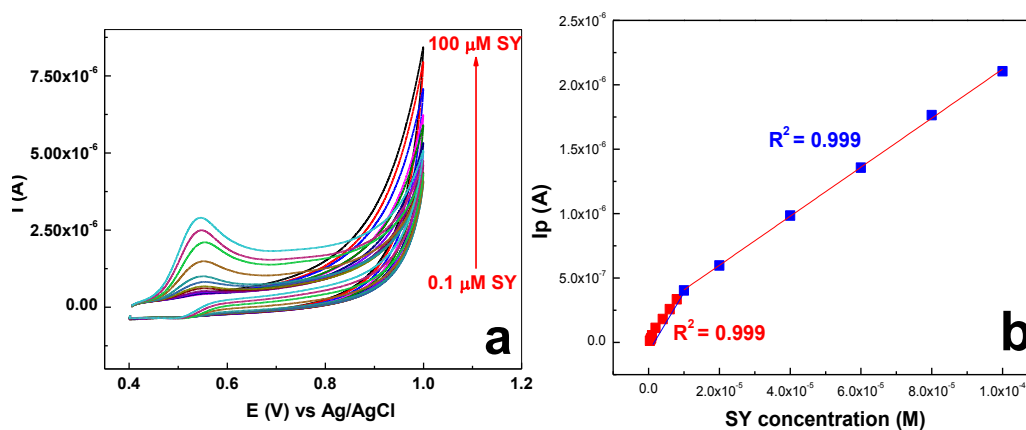 100 µM SY
7.50x10⁻⁶
5.00x10⁻⁶
2.50x10⁻⁶
0.00
I (A)
0.1 µM SY
a
0.4 0.6 0.8 1.0 1.2
E (V) vs Ag/AgCl
2.5x10⁻⁶
2.0x10⁻⁶
1.5x10⁻⁶
1.0x10⁻⁶
5.0x10⁻⁷
0.0
Ip (A)
R² = 0.999
R² = 0.999
b
0.0 2.0x10⁻⁵ 4.0x10⁻⁵ 6.0x10⁻⁵ 8.0x10⁻⁵ 1.0x10⁻⁴
SY concentration (M)